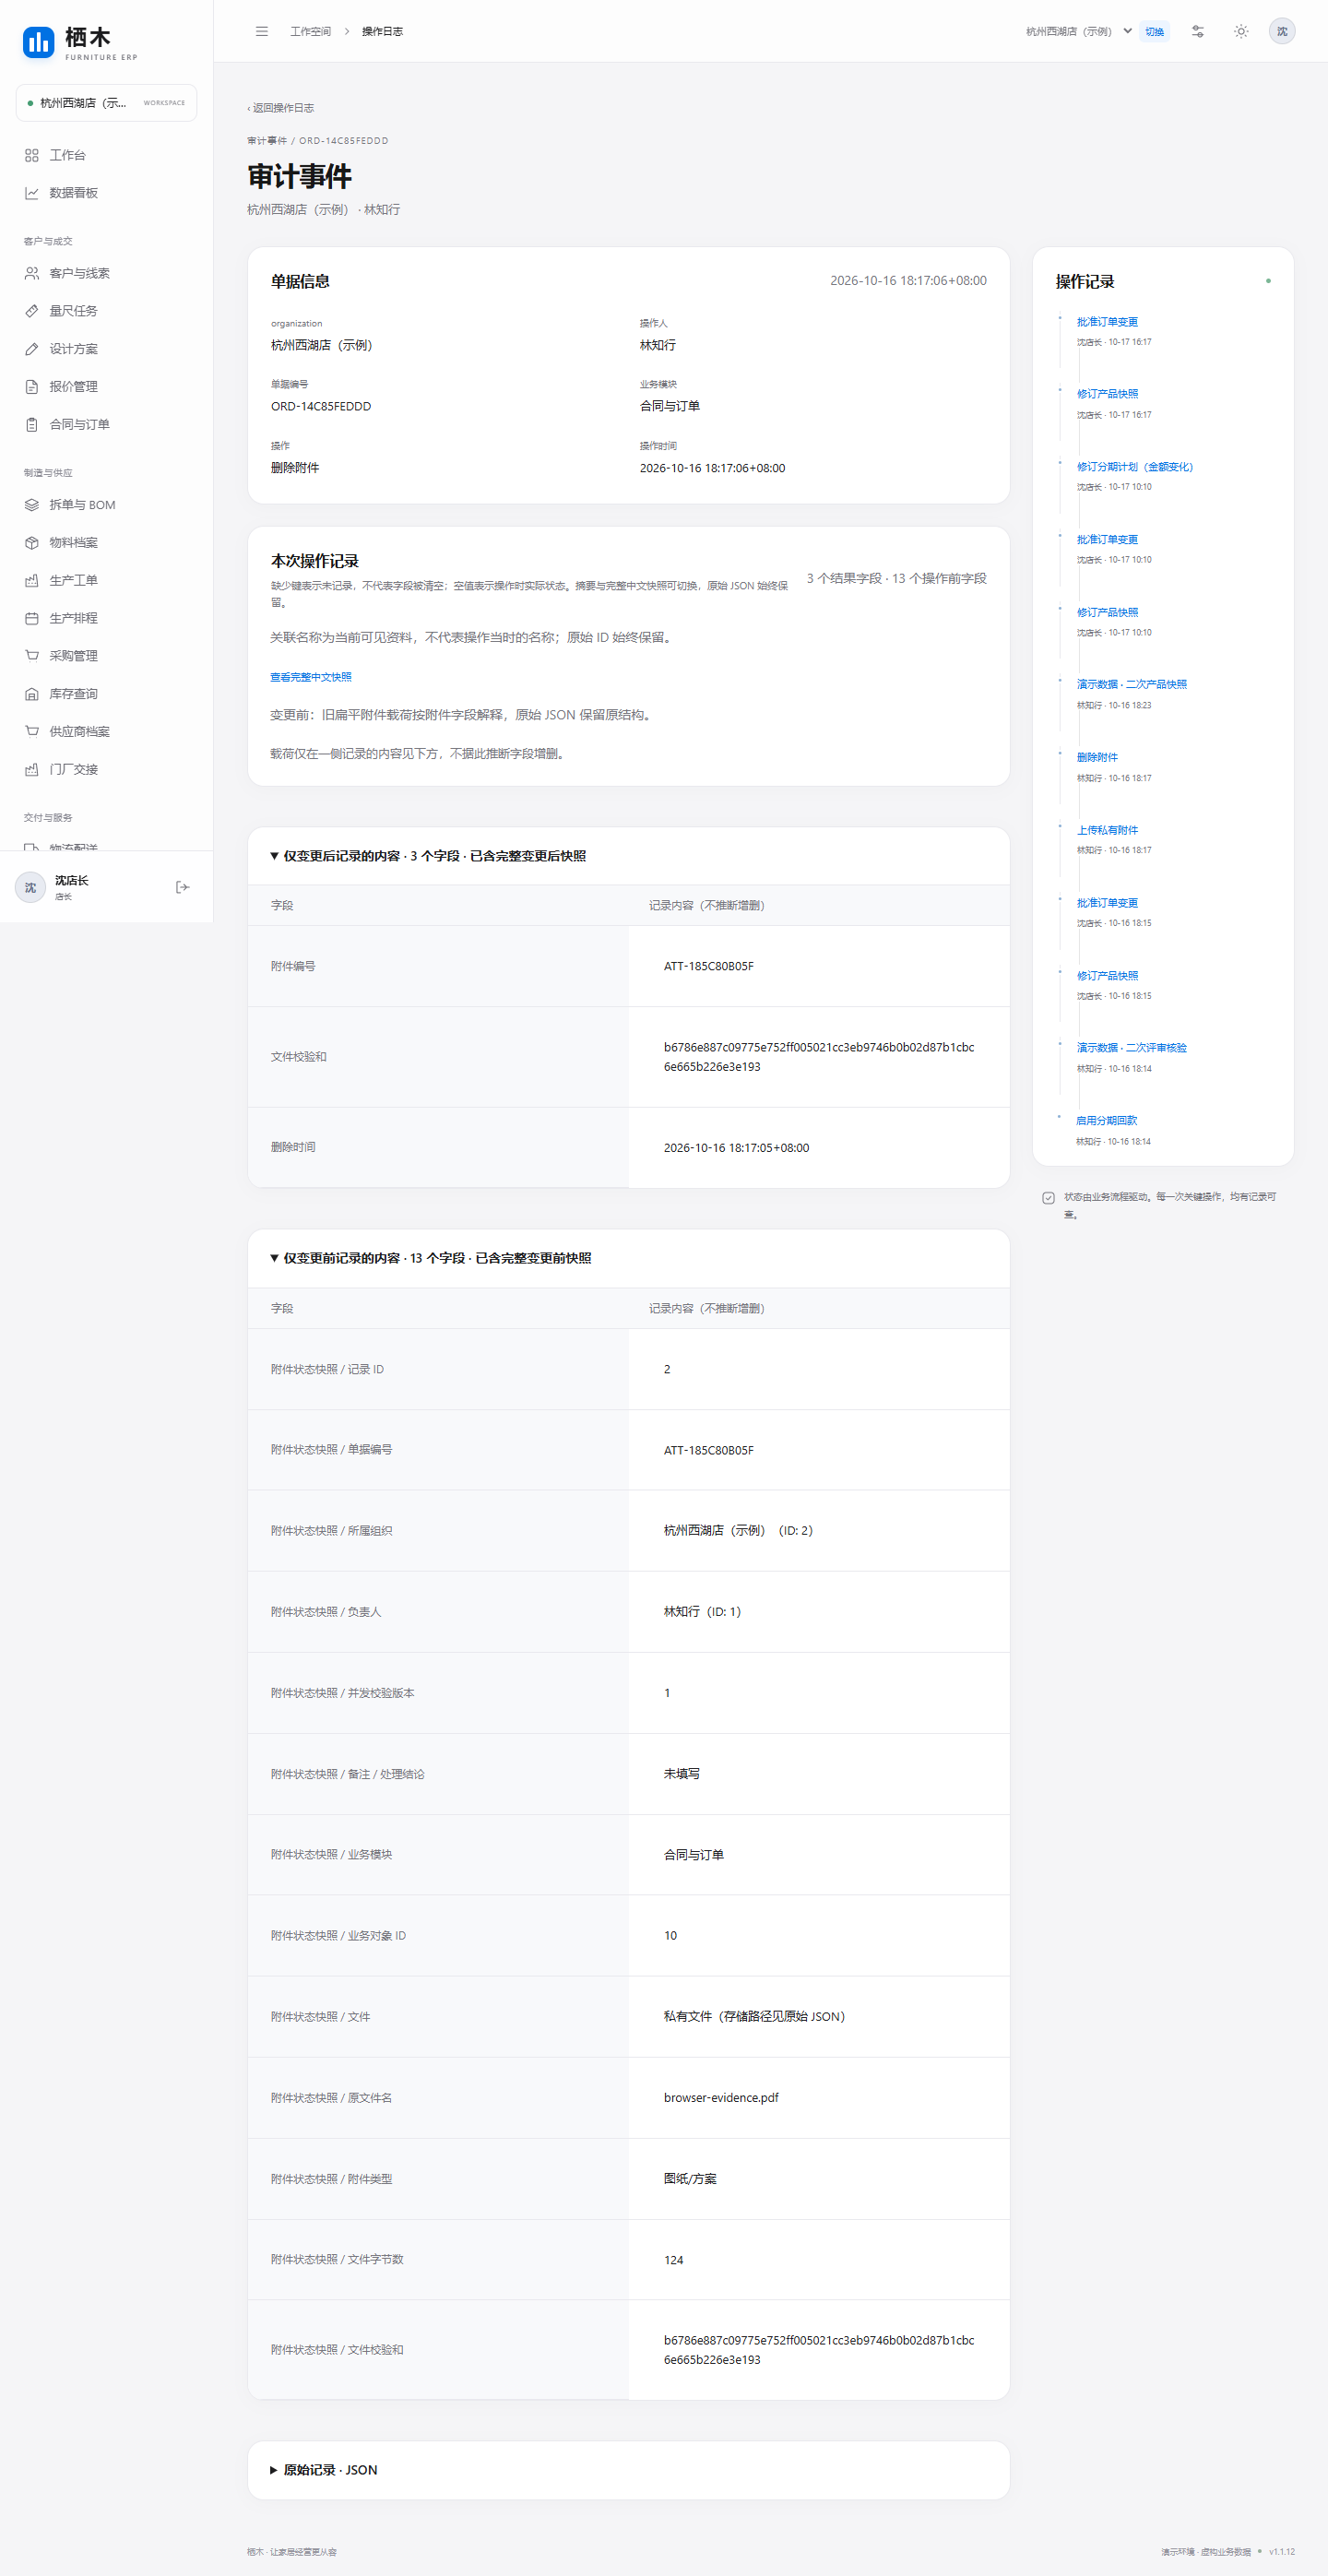 栖木
FURNITURE ERP
杭州西湖店（示... WORKSPACE
工作台
数据看板
客户与成交
客户与线索
量尺任务
设计方案
报价管理
合同与订单
制造与供应
拆单与 BOM
物料档案
生产工单
生产排程
采购管理
库存查询
供应商档案
门厂交接
交付与服务
物流配送
沈 沈店长
店长
工作空间 操作日志
杭州西湖店（示例） 切换 沈
‹ 返回操作日志
审计事件 / ORD-14C85FEDDD
审计事件
杭州西湖店（示例） · 林知行
单据信息 2026-10-16 18:17:06+08:00
organization 操作人
杭州西湖店（示例） 林知行
单据编号 业务模块
ORD-14C85FEDDD 合同与订单
操作 操作时间
删除附件 2026-10-16 18:17:06+08:00
本次操作记录
缺少键表示未记录，不代表字段被清空；空值表示操作时实际状态。摘要与完整中文快照可切换，原始 JSON 始终保
留。
3 个结果字段 · 13 个操作前字段
关联名称为当前可见资料，不代表操作当时的名称；原始 ID 始终保留。
查看完整中文快照
变更前：旧扁平附件载荷按附件字段解释，原始 JSON 保留原结构。
载荷仅在一侧记录的内容见下方，不据此推断字段增删。
▼ 仅变更后记录的内容 · 3 个字段 · 已含完整变更后快照
字段 记录内容（不推断增删）
附件编号 ATT-185C80B05F
文件校验和 b6786e887c09775e752ff005021cc3eb9746b0b02d87b1cbc
6e665b226e3e193
删除时间 2026-10-16 18:17:05+08:00
▼ 仅变更前记录的内容 · 13 个字段 · 已含完整变更前快照
字段 记录内容（不推断增删）
附件状态快照 / 记录 ID 2
附件状态快照 / 单据编号 ATT-185C80B05F
附件状态快照 / 所属组织 杭州西湖店（示例）（ID: 2）
附件状态快照 / 负责人 林知行（ID: 1）
附件状态快照 / 并发校验版本 1
附件状态快照 / 备注 / 处理结论 未填写
附件状态快照 / 业务模块 合同与订单
附件状态快照 / 业务对象 ID 10
附件状态快照 / 文件 私有文件（存储路径见原始 JSON）
附件状态快照 / 原文件名 browser-evidence.pdf
附件状态快照 / 附件类型 图纸/方案
附件状态快照 / 文件字节数 124
附件状态快照 / 文件校验和 b6786e887c09775e752ff005021cc3eb9746b0b02d87b1cbc
6e665b226e3e193
▶ 原始记录 · JSON
操作记录
批准订单变更
沈店长 · 10-17 16:17
修订产品快照
沈店长 · 10-17 16:17
修订分期计划（金额变化）
沈店长 · 10-17 10:10
批准订单变更
沈店长 · 10-17 10:10
修订产品快照
沈店长 · 10-17 10:10
演示数据 · 二次产品快照
林知行 · 10-16 18:23
删除附件
林知行 · 10-16 18:17
上传私有附件
林知行 · 10-16 18:17
批准订单变更
沈店长 · 10-16 18:15
修订产品快照
沈店长 · 10-16 18:15
演示数据 · 二次评审核验
林知行 · 10-16 18:14
启用分期回款
林知行 · 10-16 18:14
状态由业务流程驱动。每一次关键操作，均有记录可
查。
栖木 · 让家居经营更从容
演示环境 · 虚构业务数据 v1.1.12